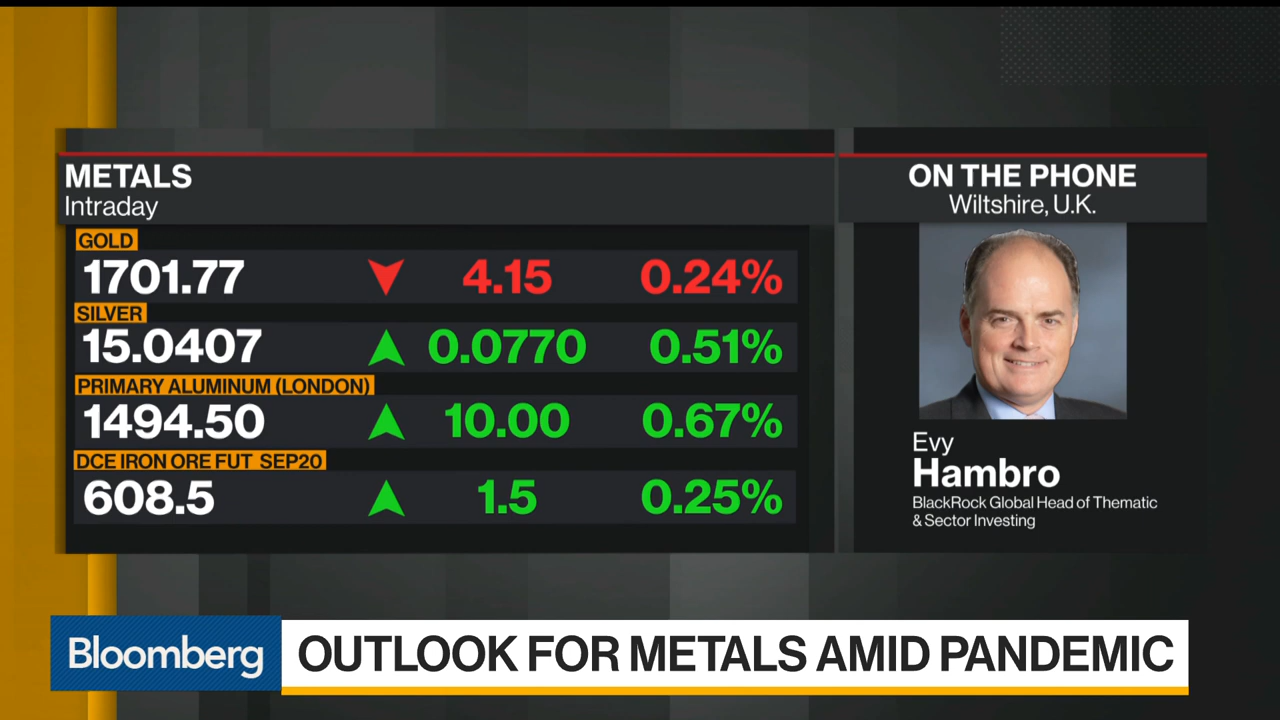 METALS
Intraday
GOLD
1701.77 ▼ 4.15 0.24%
SILVER
15.0407 ▲ 0.0770 0.51%
PRIMARY ALUMINUM (LONDON)
1494.50 ▲ 10.00 0.67%
DCE IRON ORE FUT SEP20
608.5 ▲ 1.5 0.25%
ON THE PHONE
Wiltshire, U.K.
Evy
Hambro
BlackRock Global Head of Thematic
& Sector Investing
Bloomberg
OUTLOOK FOR METALS AMID PANDEMIC